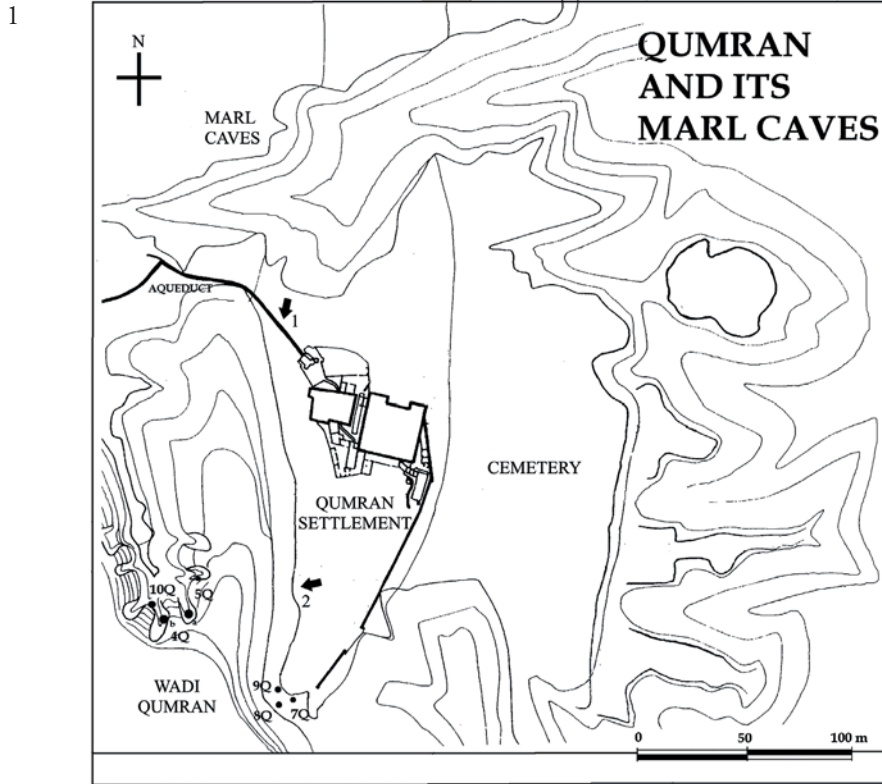 1
QUMRAN
AND ITS
MARL CAVES
N
MARL
CAVES
AQUEDUCT
1
CEMETERY
QUMRAN
SETTLEMENT
2
10Q
5Q
b
a
4Q
WADI
QUMRAN
9Q
8Q
7Q
0
50
100 m